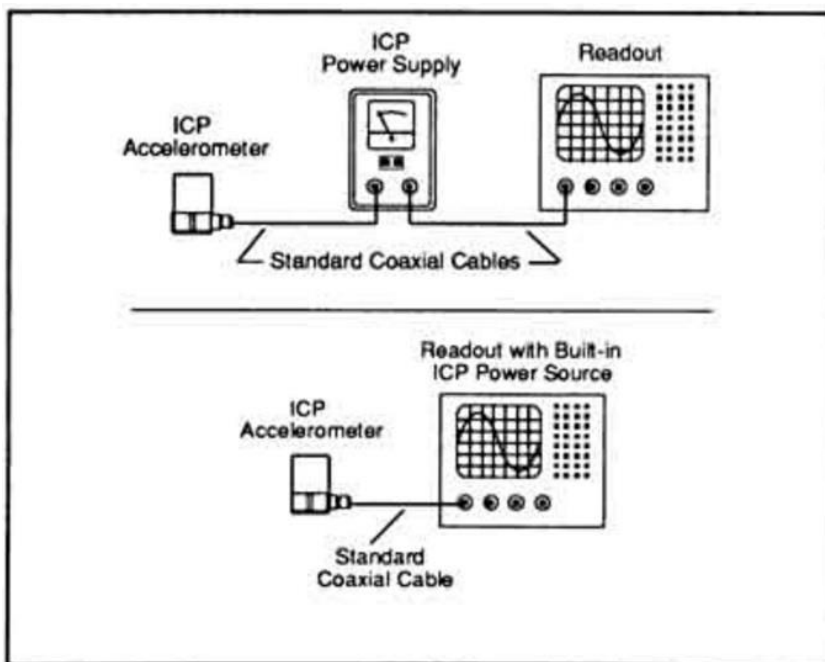 ICP
Power Supply
Readout
ICP
Accelerometer
Standard Coaxial Cables
Readout with Built-in
ICP Power Source
ICP
Accelerometer
Standard
Coaxial Cable